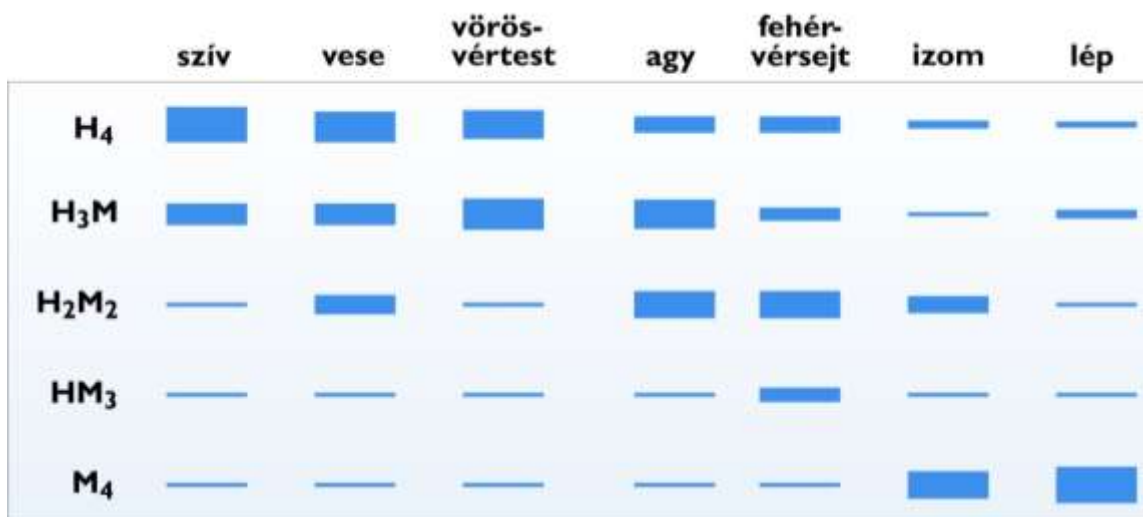 szív vese vörös-
vértest agy fehér-
vérsejt izom lép
H₄
H₃M
H₂M₂
HM₃
M₄